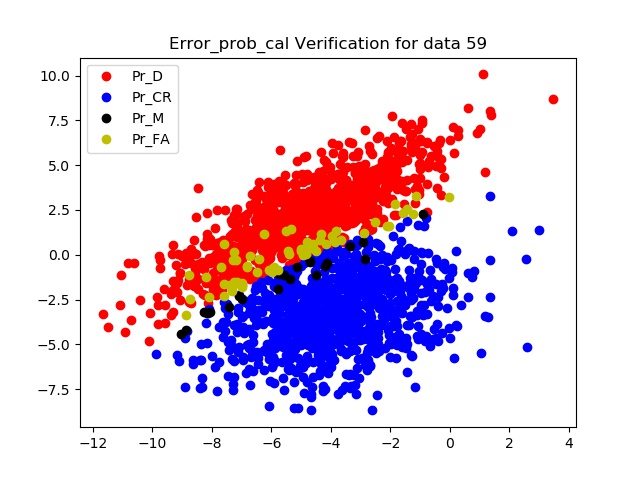 Error_prob_cal Verification for data 59
Pr_D
Pr_CR
Pr_M
Pr_FA
10.0
7.5
5.0
2.5
0.0
−2.5
−5.0
−7.5
−12 −10 −8 −6 −4 −2 0 2 4